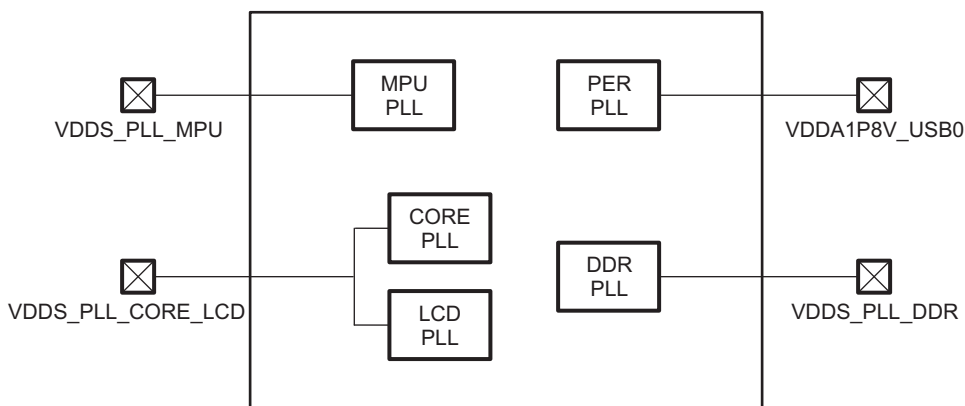 MPU
PLL
VDDS_PLL_MPU
PER
PLL
VDDA1P8V_USB0
CORE
PLL
VDDS_PLL_CORE_LCD
LCD
PLL
DDR
PLL
VDDS_PLL_DDR